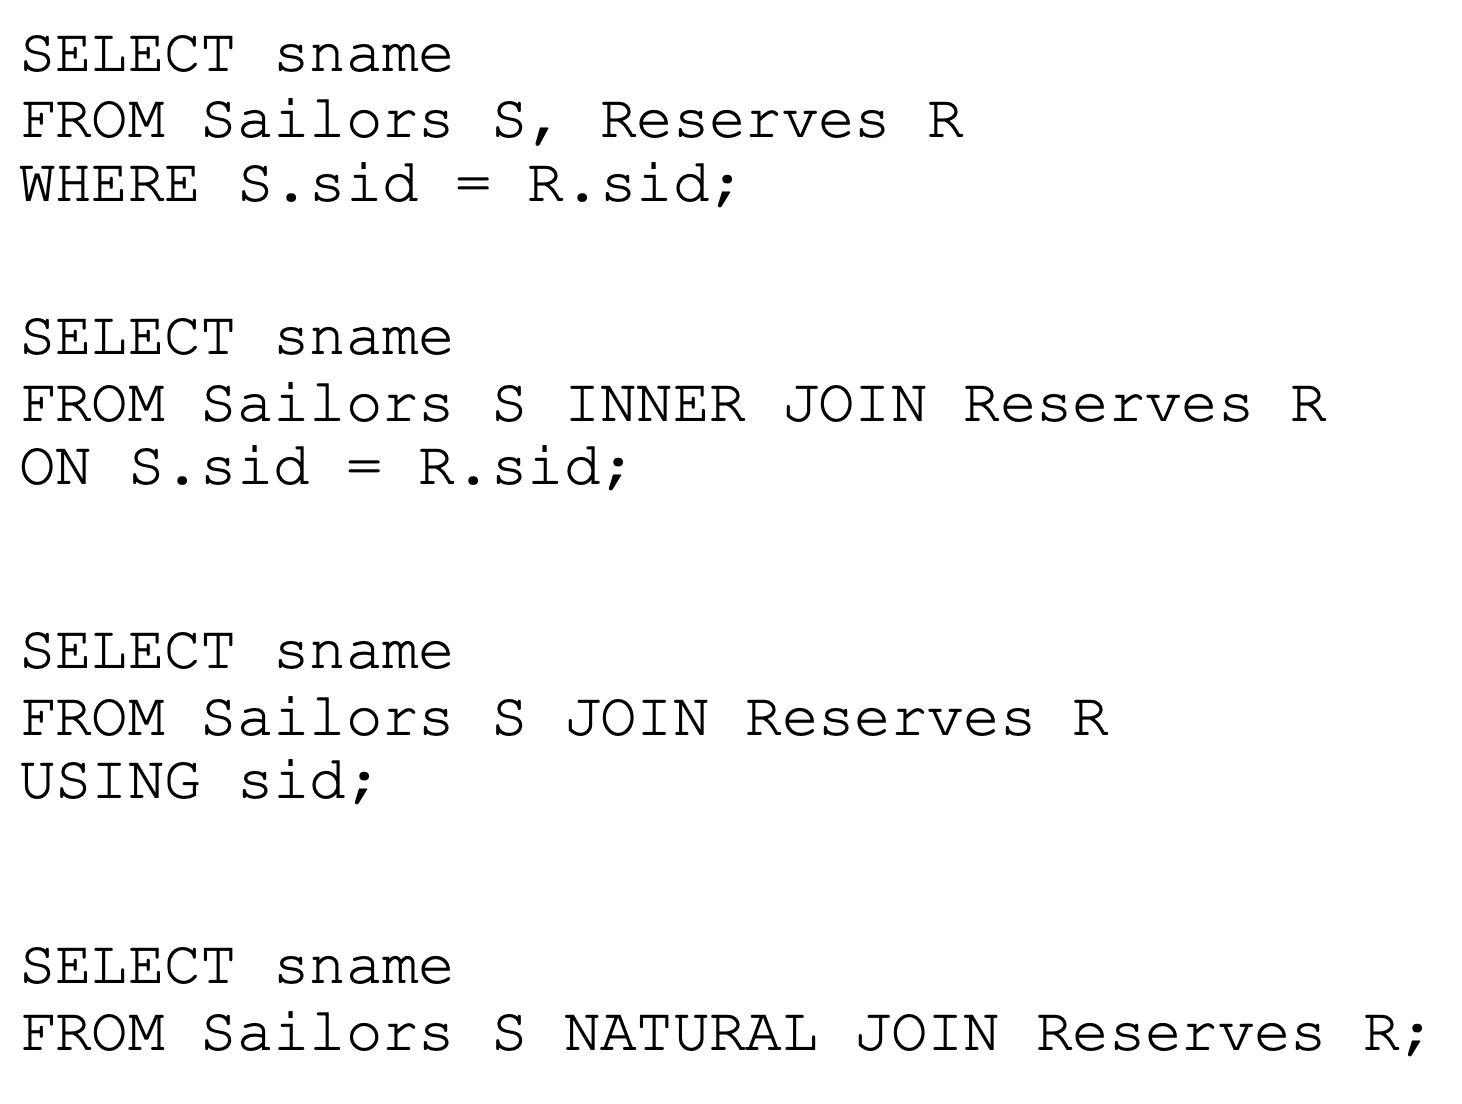 SELECT sname
FROM Sailors S, Reserves R
WHERE S.sid = R.sid;
SELECT sname
FROM Sailors S INNER JOIN Reserves R
ON S.sid = R.sid;
SELECT sname
FROM Sailors S JOIN Reserves R
USING sid;
SELECT sname
FROM Sailors S NATURAL JOIN Reserves R;